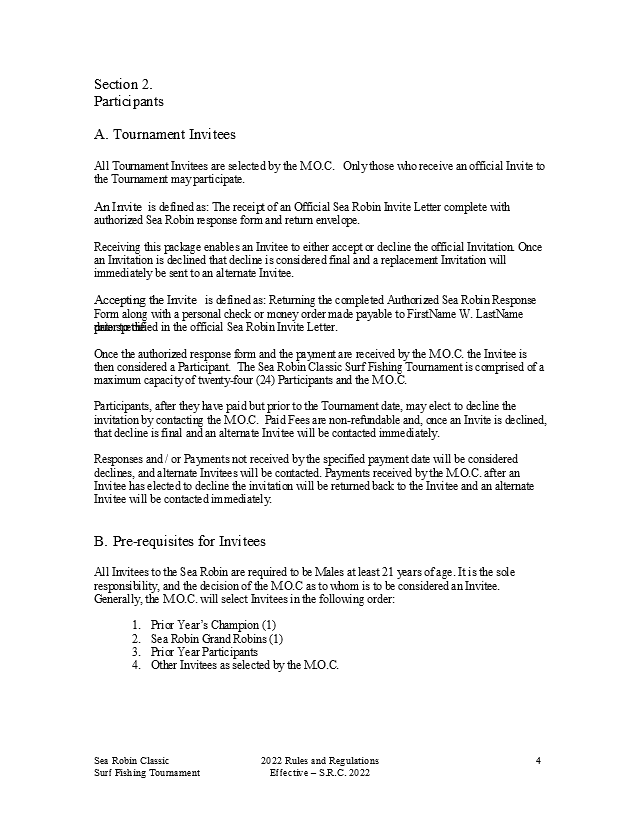 Section 2.
Participants
A. Tournament Invitees
All Tournament Invitees are selected by the M.O.C. Only those who receive an official Invite to
the Tournament may participate.
An Invite is defined as: The receipt of an Official Sea Robin Invite Letter complete with
authorized Sea Robin response form and return envelope.
Receiving this package enables an Invitee to either accept or decline the official Invitation. Once
an Invitation is declined that decline is considered final and a replacement Invitation will
immediately be sent to an alternate Invitee.
Accepting the Invite is defined as: Returning the completed Authorized Sea Robin Response
Form along with a personal check or money order made payable to FirstName W. LastName
in the official Sea Robin Invite Letter.
Once the authorized response form and the payment are received by the M.O.C. the Invitee is
then considered a Participant. The Sea Robin Classic Surf Fishing Tournament is comprised of a
maximum capacity of twenty-four (24) Participants and the M.O.C.
Participants, after they have paid but prior to the Tournament date, may elect to decline the
invitation by contacting the M.O.C. Paid Fees are non-refundable and, once an Invite is declined,
that decline is final and an alternate Invitee will be contacted immediately.
Responses and / or Payments not received by the specified payment date will be considered
declines, and alternate Invitees will be contacted. Payments received by the M.O.C. after an
Invitee has elected to decline the invitation will be returned back to the Invitee and an alternate
Invitee will be contacted immediately.
B. Pre-requisites for Invitees
All Invitees to the Sea Robin are required to be Males at least 21 years of age. It is the sole
responsibility, and the decision of the M.O.C as to whom is to be considered an Invitee.
Generally, the M.O.C. will select Invitees in the following order:
1. Prior Year's Champion (1)
2. Sea Robin Grand Robins (1)
3. Prior Year Participants
4. Other Invitees as selected by the M.O.C.
Sea Robin Classic 2022 Rules and Regulations 4
Surf Fishing Tournament Effective – S.R.C. 2022